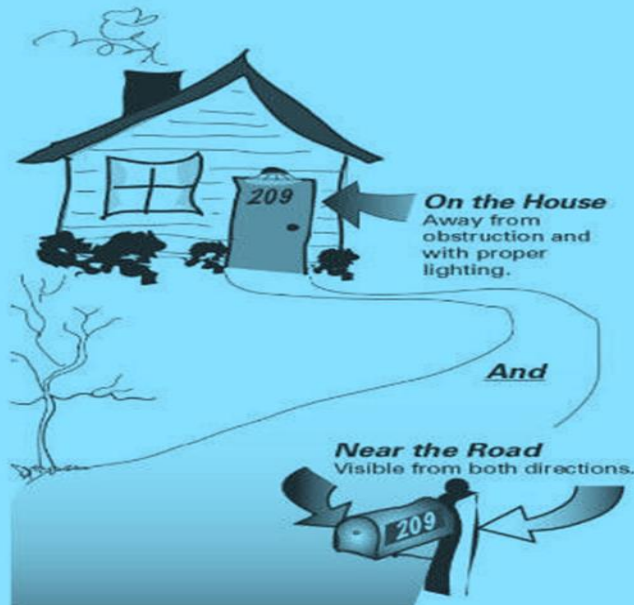 209
On the House
Away from
obstruction and
with proper
lighting.
And
Near the Road
Visible from both directions.
209